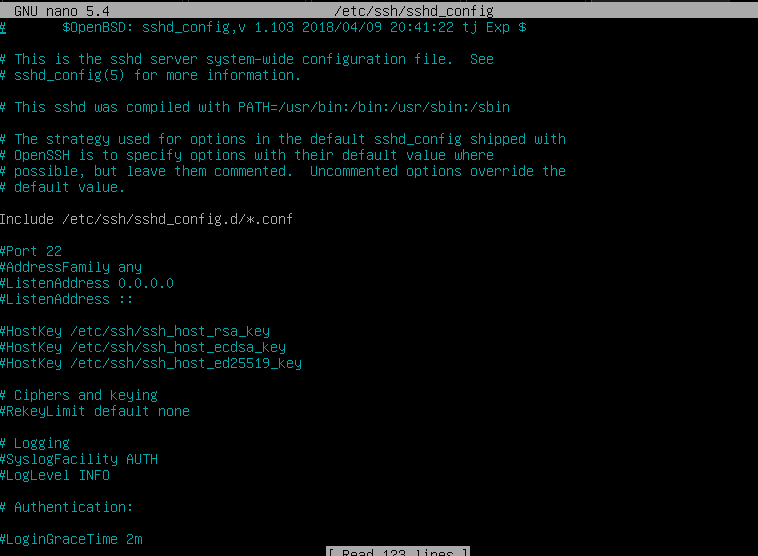 GNU nano 5.4 /etc/ssh/sshd_config
# $OpenBSD: sshd_config,v 1.103 2018/04/09 20:41:22 tj Exp $
# This is the sshd server system-wide configuration file.  See
# sshd_config(5) for more information.
# This sshd was compiled with PATH=/usr/bin:/bin:/usr/sbin:/sbin
# The strategy used for options in the default sshd_config shipped with
# OpenSSH is to specify options with their default value where
# possible, but leave them commented.  Uncommented options override the
# default value.
Include /etc/ssh/sshd_config.d/*.conf
#Port 22
#AddressFamily any
#ListenAddress 0.0.0.0
#ListenAddress ::
#HostKey /etc/ssh/ssh_host_rsa_key
#HostKey /etc/ssh/ssh_host_ecdsa_key
#HostKey /etc/ssh/ssh_host_ed25519_key
# Ciphers and keying
#RekeyLimit default none
# Logging
#SyslogFacility AUTH
#LogLevel INFO
# Authentication:
#LoginGraceTime 2m
[ Read 123 lines ]